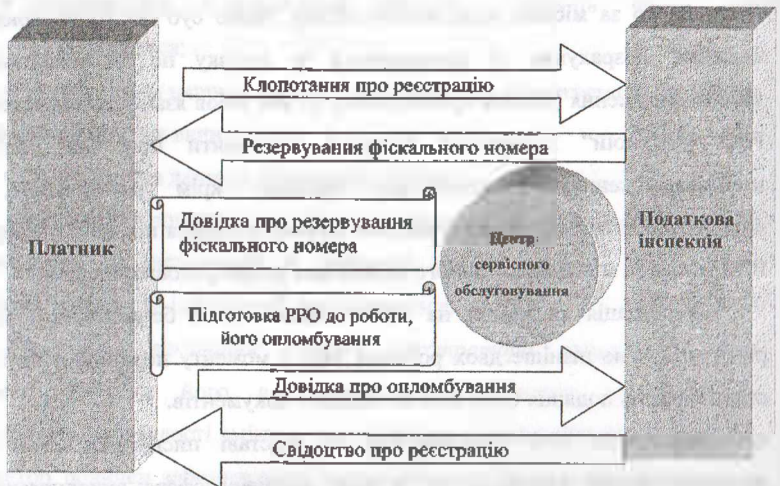 Клопотання про реєстрацію
Резервування фіскального номера
Довідка про резервування
фіскального номера
Платник
Центр
сервісного
обслуговування
Податкова
інспекція
Підготовка РРО до роботи,
його опломбування
Довідка про опломбування
Свідоцтво про реєстрацію